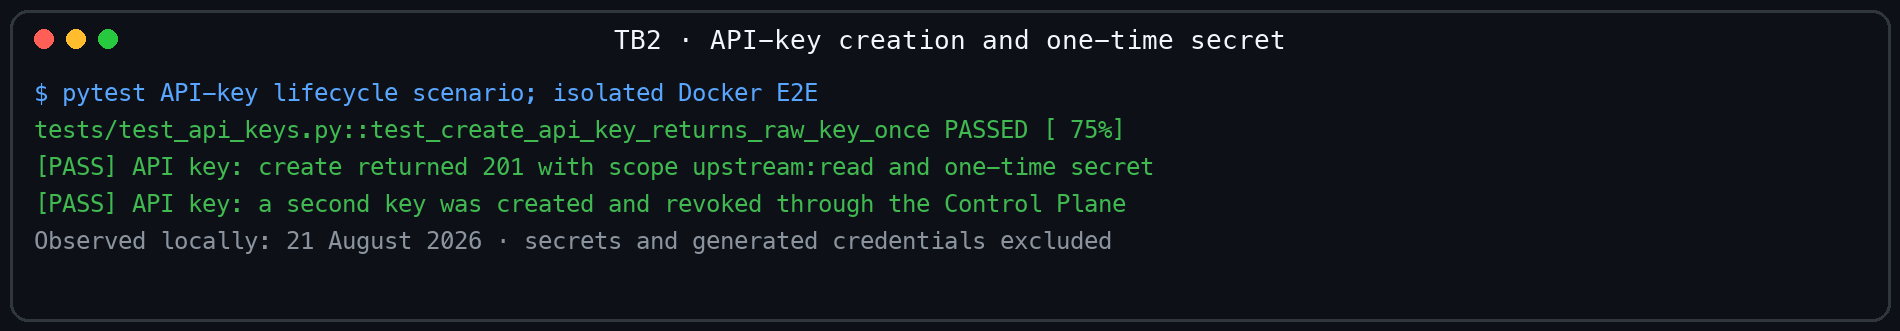 TB2 · API−key creation and one−time secret
$ pytest API−key lifecycle scenario; isolated Docker E2E
tests/test_api_keys.py::test_create_api_key_returns_raw_key_once PASSED [ 75%]
[PASS] API key: create returned 201 with scope upstream:read and one−time secret
[PASS] API key: a second key was created and revoked through the Control Plane
Observed locally: 21 August 2026 · secrets and generated credentials excluded